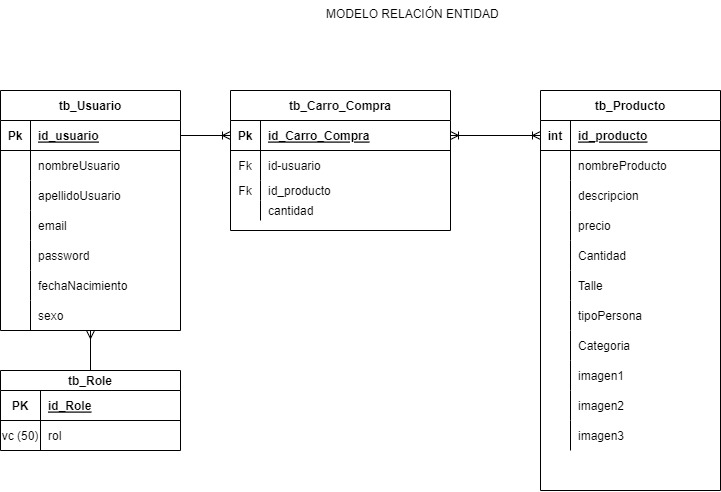 MODELO RELACIÓN ENTIDAD
tb_Usuario
Pk id_usuario
nombreUsuario
apellidoUsuario
email
password
fechaNacimiento
sexo
tb_Role
PK id_Role
vc (50) rol
tb_Carro_Compra
Pk id_Carro_Compra
Fk id-usuario
Fk id_producto
cantidad
tb_Producto
int id_producto
nombreProducto
descripcion
precio
Cantidad
Talle
tipoPersona
Categoria
imagen1
imagen2
imagen3